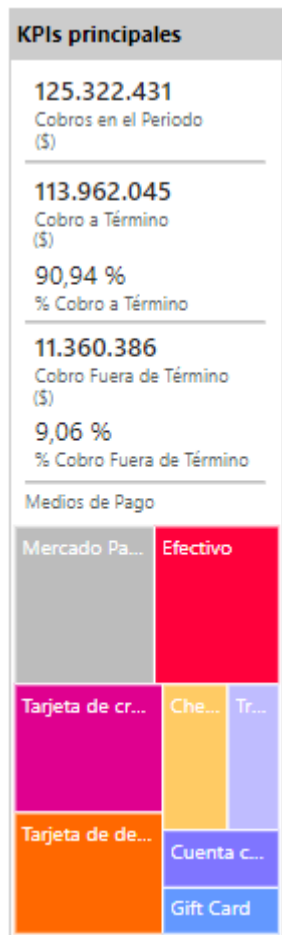 KPIs principales
125.322.431
Cobros en el Periodo
($)
113.962.045
Cobro a Término
($)
90,94 %
% Cobro a Término
11.360.386
Cobro Fuera de Término
($)
9,06 %
% Cobro Fuera de Término
Medios de Pago
Mercado Pa... Efectivo
Tarjeta de cr... Che... Tr...
Tarjeta de de...
Cuenta c...
Gift Card